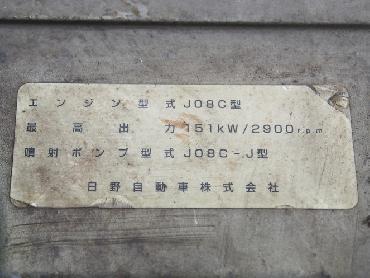 エンジン型式J08C型
最高出力151kW/2900r.p.m
噴射ポンプ型式J08C-J型
日野自動車株式会社